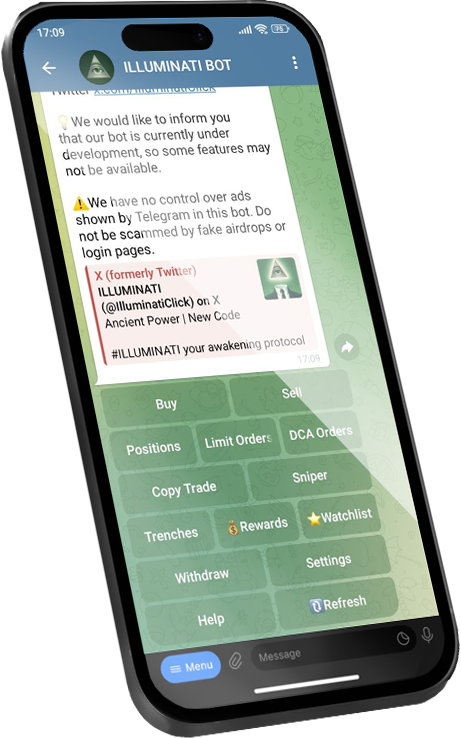 17:09
75
ILLUMINATI BOT
Twitter x.com/IlluminatiClick
💡We would like to inform you
that our bot is currently under
development, so some features may
not be available.
⚠️We have no control over ads
shown by Telegram in this bot. Do
not be scammed by fake airdrops or
login pages.
X (formerly Twitter)
ILLUMINATI
(@IlluminatiClick) on X
Ancient Power | New Code
#ILLUMINATI your awakening protocol
17:09
Buy Sell
Positions Limit Orders DCA Orders
Copy Trade Sniper
Trenches 💰Rewards ⭐Watchlist
Withdraw Settings
Help 🔃Refresh
Menu Message